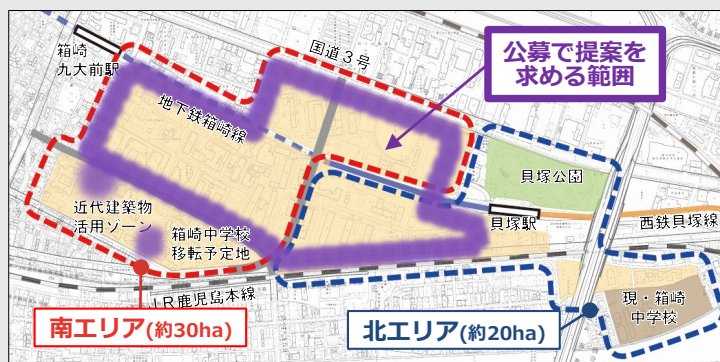 箱崎
九大前駅
国道3号
公募で提案を
求める範囲
地下鉄箱崎線
貝塚公園
貝塚駅
西鉄貝塚線
近代建築物
活用ゾーン
箱崎中学校
移転予定地
JR鹿児島本線
現・箱崎
中学校
南エリア(約30ha)
北エリア(約20ha)